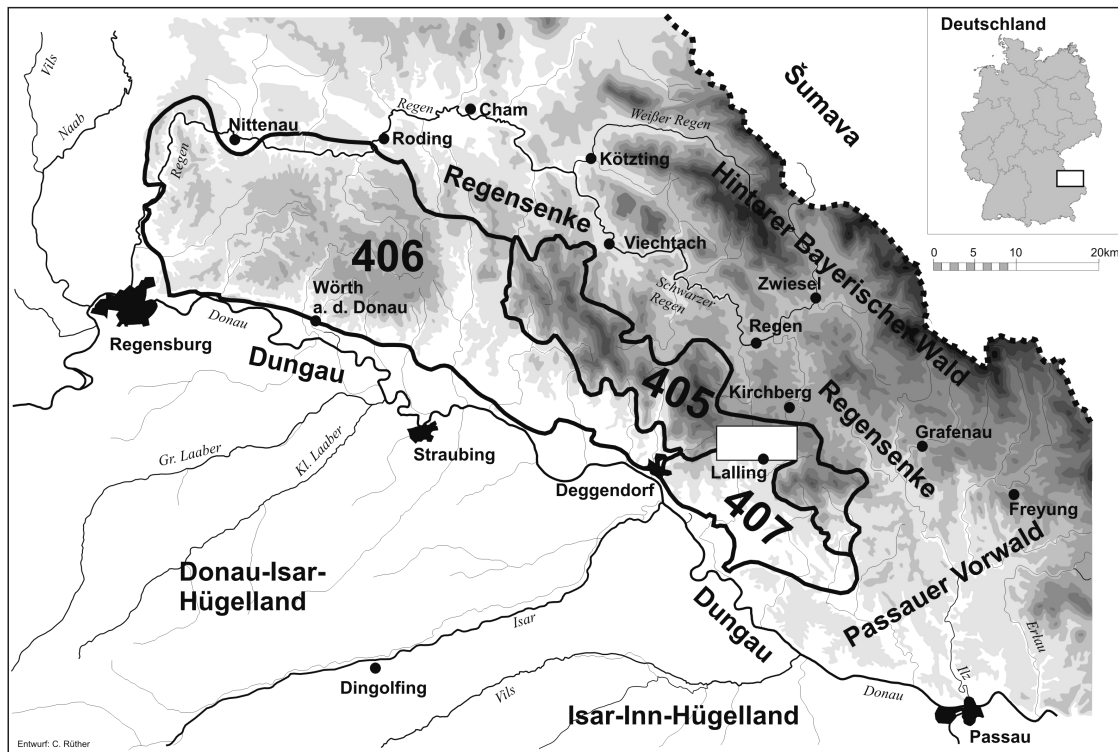 Deutschland
Vils
Naab
Šumava
Regen
Cham
Weißer Regen
Nittenau
Roding
Regen
Kötzting
Regensenke
Hinterer Bayerischer Wald
0 5 10 20km
406
Viechtach
Schwarzer
Regen
Zwiesel
Wörth
a. d. Donau
Donau
Regen
Regensburg
Dungau
405
Kirchberg
Regensenke
Grafenau
Gr. Laaber
Kl. Laaber
Straubing
Lalling
Deggendorf
407
Freyung
Donau-Isar-
Hügelland
Passauer Vorwald
Dungau
Isar
Erlau
Ilz
Dingolfing
Vils
Donau
Isar-Inn-Hügelland
Passau
Entwurf: C. Rüther